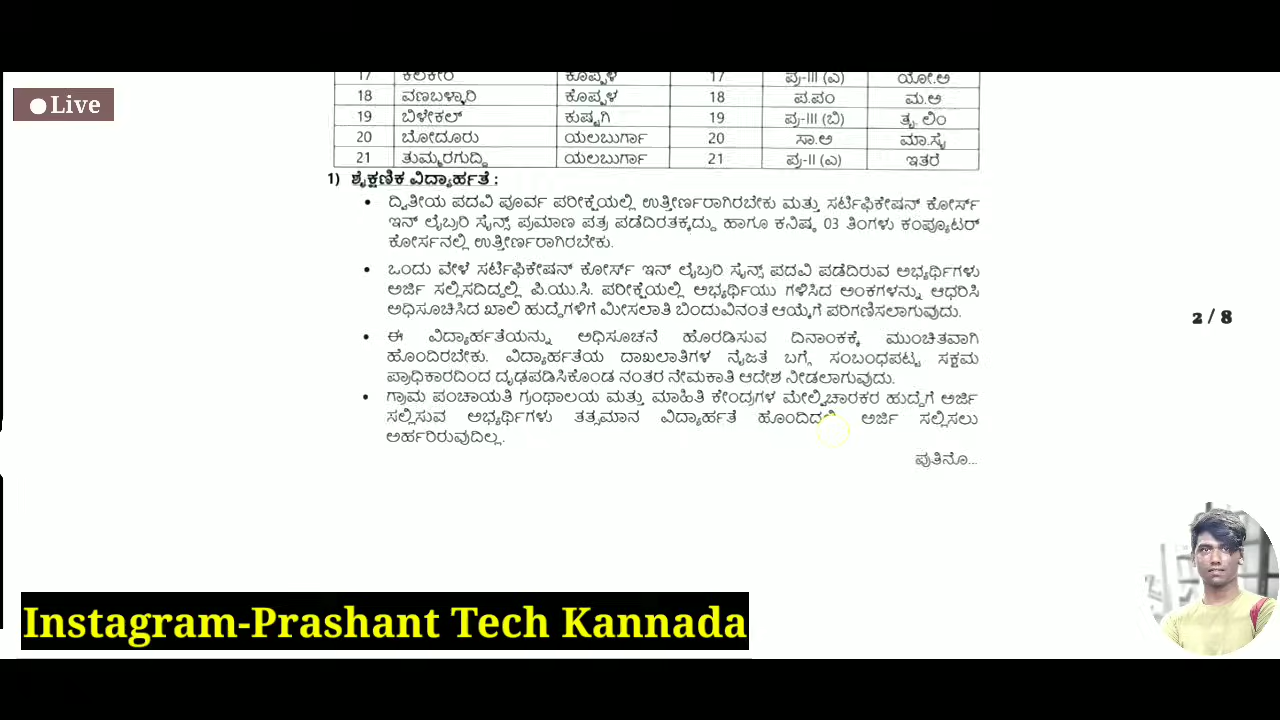 Live
17 ಕಲಕೇರಿ ಕೊಪ್ಪಳ 17 ಪ್ರ-III (ಎ) ಯೋ.ಅ
18 ವಣಬಳ್ಳಾರಿ ಕೊಪ್ಪಳ 18 ಪ.ಪಂ ಮ.ಅ
19 ಬಿಳೇಕಲ್ ಕುಷ್ಟಗಿ 19 ಪ್ರ-III (ಬಿ) ತೃ. ಲಿಂ
20 ಬೋದೂರು ಯಲಬುರ್ಗಾ 20 ಸಾ.ಅ ಮಾ.ಸೈ
21 ತುಮ್ಮರಗುದ್ದಿ ಯಲಬುರ್ಗಾ 21 ಪ್ರ-II (ಎ) ಇತರೆ
1) ಶೈಕ್ಷಣಿಕ ವಿದ್ಯಾರ್ಹತೆ :
• ದ್ವಿತೀಯ ಪದವಿ ಪೂರ್ವ ಪರೀಕ್ಷೆಯಲ್ಲಿ ಉತ್ತೀರ್ಣರಾಗಿರಬೇಕು ಮತ್ತು ಸರ್ಟಿಫಿಕೇಷನ್ ಕೋರ್ಸ್
ಇನ್ ಲೈಬ್ರರಿ ಸೈನ್ಸ್ ಪ್ರಮಾಣ ಪತ್ರ ಪಡೆದಿರತಕ್ಕದ್ದು ಹಾಗೂ ಕನಿಷ್ಠ 03 ತಿಂಗಳು ಕಂಪ್ಯೂಟರ್
ಕೋರ್ಸನಲ್ಲಿ ಉತ್ತೀರ್ಣರಾಗಿರಬೇಕು.
• ಒಂದು ವೇಳೆ ಸರ್ಟಿಫಿಕೇಷನ್ ಕೋರ್ಸ್ ಇನ್ ಲೈಬ್ರರಿ ಸೈನ್ಸ್ ಪದವಿ ಪಡೆದಿರುವ ಅಭ್ಯರ್ಥಿಗಳು
ಅರ್ಜಿ ಸಲ್ಲಿಸದಿದ್ದಲ್ಲಿ ಪಿ.ಯು.ಸಿ. ಪರೀಕ್ಷೆಯಲ್ಲಿ ಅಭ್ಯರ್ಥಿಯು ಗಳಿಸಿದ ಅಂಕಗಳನ್ನು ಆಧರಿಸಿ
ಅಧಿಸೂಚಿಸಿದ ಖಾಲಿ ಹುದ್ದೆಗಳಿಗೆ ಮೀಸಲಾತಿ ಬಿಂದುವಿನಂತೆ ಆಯ್ಕೆಗೆ ಪರಿಗಣಿಸಲಾಗುವುದು.
• ಈ ವಿದ್ಯಾರ್ಹತೆಯನ್ನು ಅಧಿಸೂಚನೆ ಹೊರಡಿಸುವ ದಿನಾಂಕಕ್ಕೆ ಮುಂಚಿತವಾಗಿ
ಹೊಂದಿರಬೇಕು. ವಿದ್ಯಾರ್ಹತೆಯ ದಾಖಲಾತಿಗಳ ನೈಜತೆ ಬಗ್ಗೆ ಸಂಬಂಧಪಟ್ಟ ಸಕ್ಷಮ
ಪ್ರಾಧಿಕಾರದಿಂದ ದೃಢಪಡಿಸಿಕೊಂಡ ನಂತರ ನೇಮಕಾತಿ ಆದೇಶ ನೀಡಲಾಗುವುದು.
• ಗ್ರಾಮ ಪಂಚಾಯತಿ ಗ್ರಂಥಾಲಯ ಮತ್ತು ಮಾಹಿತಿ ಕೇಂದ್ರಗಳ ಮೇಲ್ವಿಚಾರಕರ ಹುದ್ದೆಗೆ ಅರ್ಜಿ
ಸಲ್ಲಿಸುವ ಅಭ್ಯರ್ಥಿಗಳು ತತ್ಸಮಾನ ವಿದ್ಯಾರ್ಹತೆ ಹೊಂದಿದ್ದಲ್ಲಿ ಅರ್ಜಿ ಸಲ್ಲಿಸಲು
ಅರ್ಹರಿರುವುದಿಲ್ಲ.
ಪುತಿನೊ...
2 / 8
Instagram-Prashant Tech Kannada